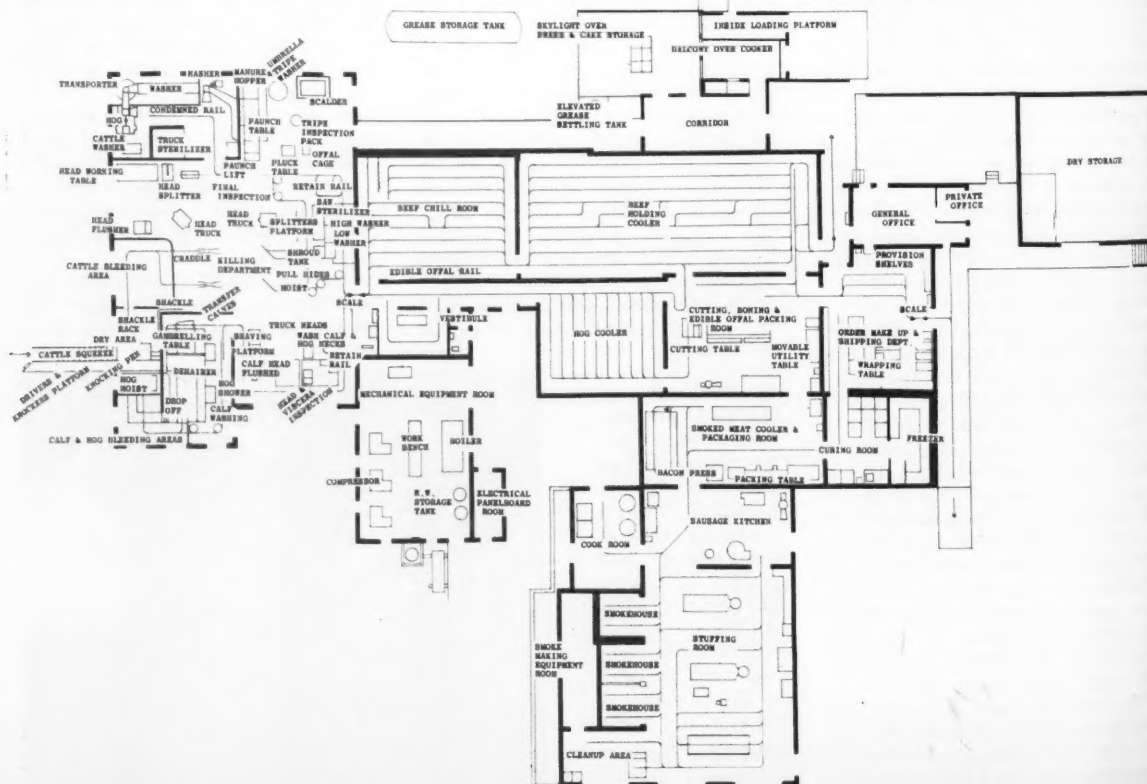 GREASE STORAGE TANK
SKYLIGHT OVER
BREEK & CAKE STORAGE
INSIDE LOADING PLATFORM
BALCONY OVER COOKER
ELEVATED
GREASE
SETTLING TANK
CORRIDOR
DRY STORAGE
PRIVATE
OFFICE
GENERAL
OFFICE
PROVISION
SHELVES
UMBRELLA
& TRIPE
WASHER
HASHER
MANURE
HOPPER
TRANSPORTER
WASHER
SCALDER
CONDEMNED RAIL
HOG
PAUNCH
TABLE
TRIPE
INSPECTION
PACK
CATTLE
WASHER
TRUCK
STERILIZER
OFFAL
CAGE
PAUNCH
LIFT
PLUCK
TABLE
HEAD WORKING
TABLE
HEAD
SPLITTER
FINAL
INSPECTION
RETAIN RAIL
SAW
STERILIZER
HEAD
FLUSHER
HEAD
TRUCK
HEAD
TRUCK
SPLITTERS
PLATFORM
HIGH WASHER
LOW
WASHER
CRADDLE
KILLING
DEPARTMENT
SHROUD
TANK
CATTLE BLEEDING
AREA
PULL HIDES
HOIST
BEEF CHILL ROOM
BEEF
HOLDING
COOLER
EDIBLE OFFAL RAIL
SCALE
SHACKLE
SHACKLE
RACK
TRANSFER
CALVES
DRY AREA
GAMBRELLING
TABLE
SHAVING
PLATFORM
TRUCK HEADS
WASH CALF &
HOG NECKS
RETAIN
RAIL
CATTLE SQUEEZE
KNOCKING PEN
DEHAIRER
CALF HEAD
FLUSHED
DRIVERS &
KNOCKERS PLATFORM
HOG
HOIST
HOG
SHOWER
HEAD &
VISCERA
INSPECTION
DROP
OFF
CALF
WASHING
CALF & HOG BLEEDING AREAS
VESTIBULE
HOG COOLER
CUTTING, BONING &
EDIBLE OFFAL PACKING
ROOM
CUTTING TABLE
MOVABLE
UTILITY
TABLE
SCALE
ORDER MAKE UP &
SHIPPING DEPT.
WRAPPING
TABLE
MECHANICAL EQUIPMENT ROOM
WORK
BENCH
BOILER
COMPRESSOR
H.W.
STORAGE
TANK
ELECTRICAL
PANELBOARD
ROOM
SMOKED MEAT COOLER &
PACKAGING ROOM
BACON PRESS
PACKING TABLE
CURING ROOM
FREEZER
COOK ROOM
SAUSAGE KITCHEN
SMOKEHOUSE
SMOKE
MAKING
EQUIPMENT
ROOM
STUFFING
ROOM
SMOKEHOUSE
SMOKEHOUSE
CLEANUP AREA